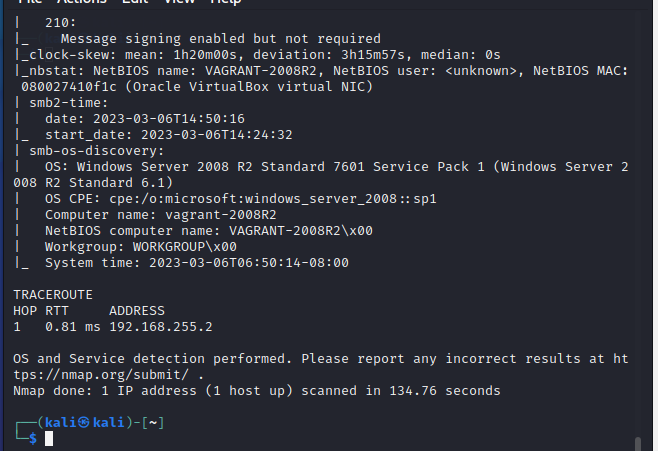 File Actions Edit View Help
|   210:
|_    Message signing enabled but not required
|_clock-skew: mean: 1h20m00s, deviation: 3h15m57s, median: 0s
|_nbstat: NetBIOS name: VAGRANT-2008R2, NetBIOS user: <unknown>, NetBIOS MAC:
 080027410f1c (Oracle VirtualBox virtual NIC)
| smb2-time:
|   date: 2023-03-06T14:50:16
|_  start_date: 2023-03-06T14:24:32
| smb-os-discovery:
|   OS: Windows Server 2008 R2 Standard 7601 Service Pack 1 (Windows Server 2
008 R2 Standard 6.1)
|   OS CPE: cpe:/o:microsoft:windows_server_2008::sp1
|   Computer name: vagrant-2008R2
|   NetBIOS computer name: VAGRANT-2008R2\x00
|   Workgroup: WORKGROUP\x00
|_  System time: 2023-03-06T06:50:14-08:00
TRACEROUTE
HOP RTT     ADDRESS
1   0.81 ms 192.168.255.2
OS and Service detection performed. Please report any incorrect results at ht
tps://nmap.org/submit/ .
Nmap done: 1 IP address (1 host up) scanned in 134.76 seconds
┌──(kali㉿kali)-[~]
└─$